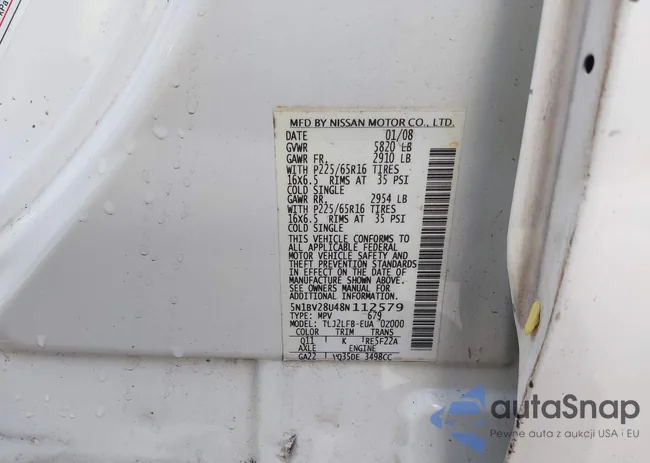 kPa
MFD BY NISSAN MOTOR CO., LTD.
DATE 01/08
GVWR 5820 LB
GAWR FR. 2910 LB
WITH P225/65R16 TIRES
16X6.5 RIMS AT 35 PSI
COLD SINGLE
GAWR RR. 2954 LB
WITH P225/65R16 TIRES
16X6.5 RIMS AT 35 PSI
COLD SINGLE
THIS VEHICLE CONFORMS TO
ALL APPLICABLE FEDERAL
MOTOR VEHICLE SAFETY AND
THEFT PREVENTION STANDARDS
IN EFFECT ON THE DATE OF
MANUFACTURE SHOWN ABOVE.
SEE OWNERS MANUAL FOR
ADDITIONAL INFORMATION.
5N1BV28U48N112579
TYPE: MPV 679
MODEL: TLJ2LFB-EUA DZ000
COLOR TRIM TRANS
Q11 K RE5F22A
AXLE ENGINE
GA22 VQ35DE 3498CC
autaSnap
Pewne auta z aukcji USA i EU